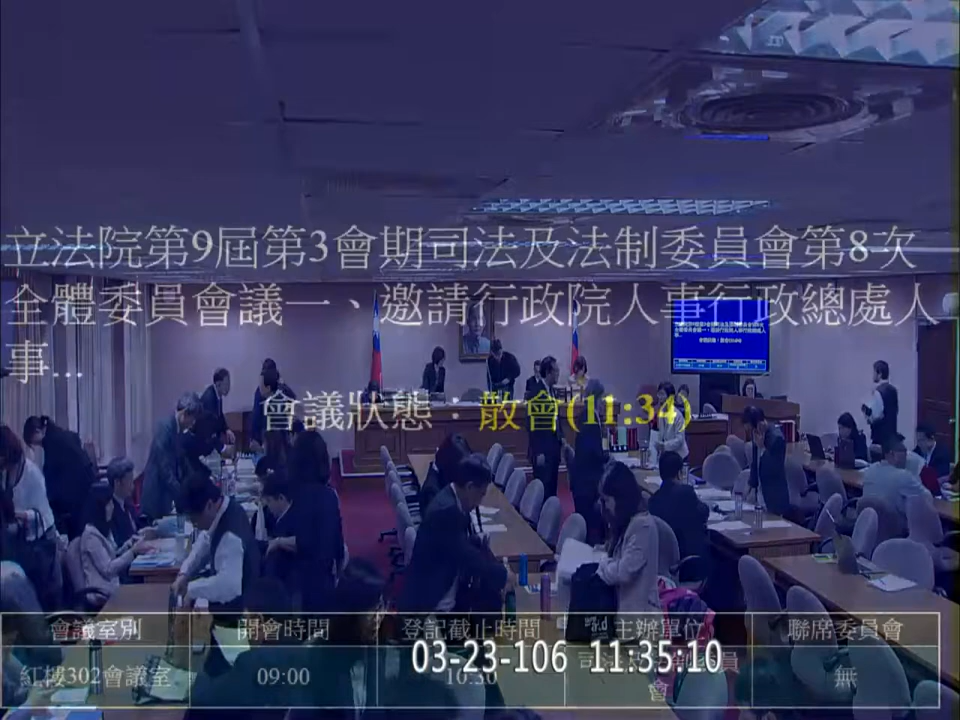 立法院第9屆第3會期司法及法制委員會第8次
全體委員會議一、邀請行政院人事行政總處人
事...
會議狀態：散會(11:34)
會議室別 開會時間 登記截止時間 主辦單位 聯席委員會
紅樓302會議室 09:00 10:30 員會 無
03-23-106 11:35:10